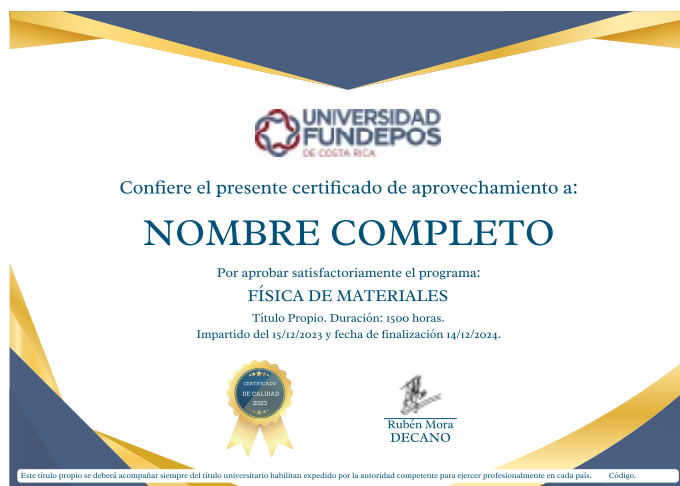 UNIVERSIDAD
FUNDEPOS
DE COSTA RICA
Confiere el presente certificado de aprovechamiento a:
NOMBRE COMPLETO
Por aprobar satisfactoriamente el programa:
FÍSICA DE MATERIALES
Título Propio. Duración: 1500 horas.
Impartido del 15/12/2023 y fecha de finalización 14/12/2024.
CERTIFICADO
DE CALIDAD
2023
Rubén Mora
DECANO
Este título propio se deberá acompañar siempre del título universitario habilitan expedido por la autoridad competente para ejercer profesionalmente en cada país. Código.